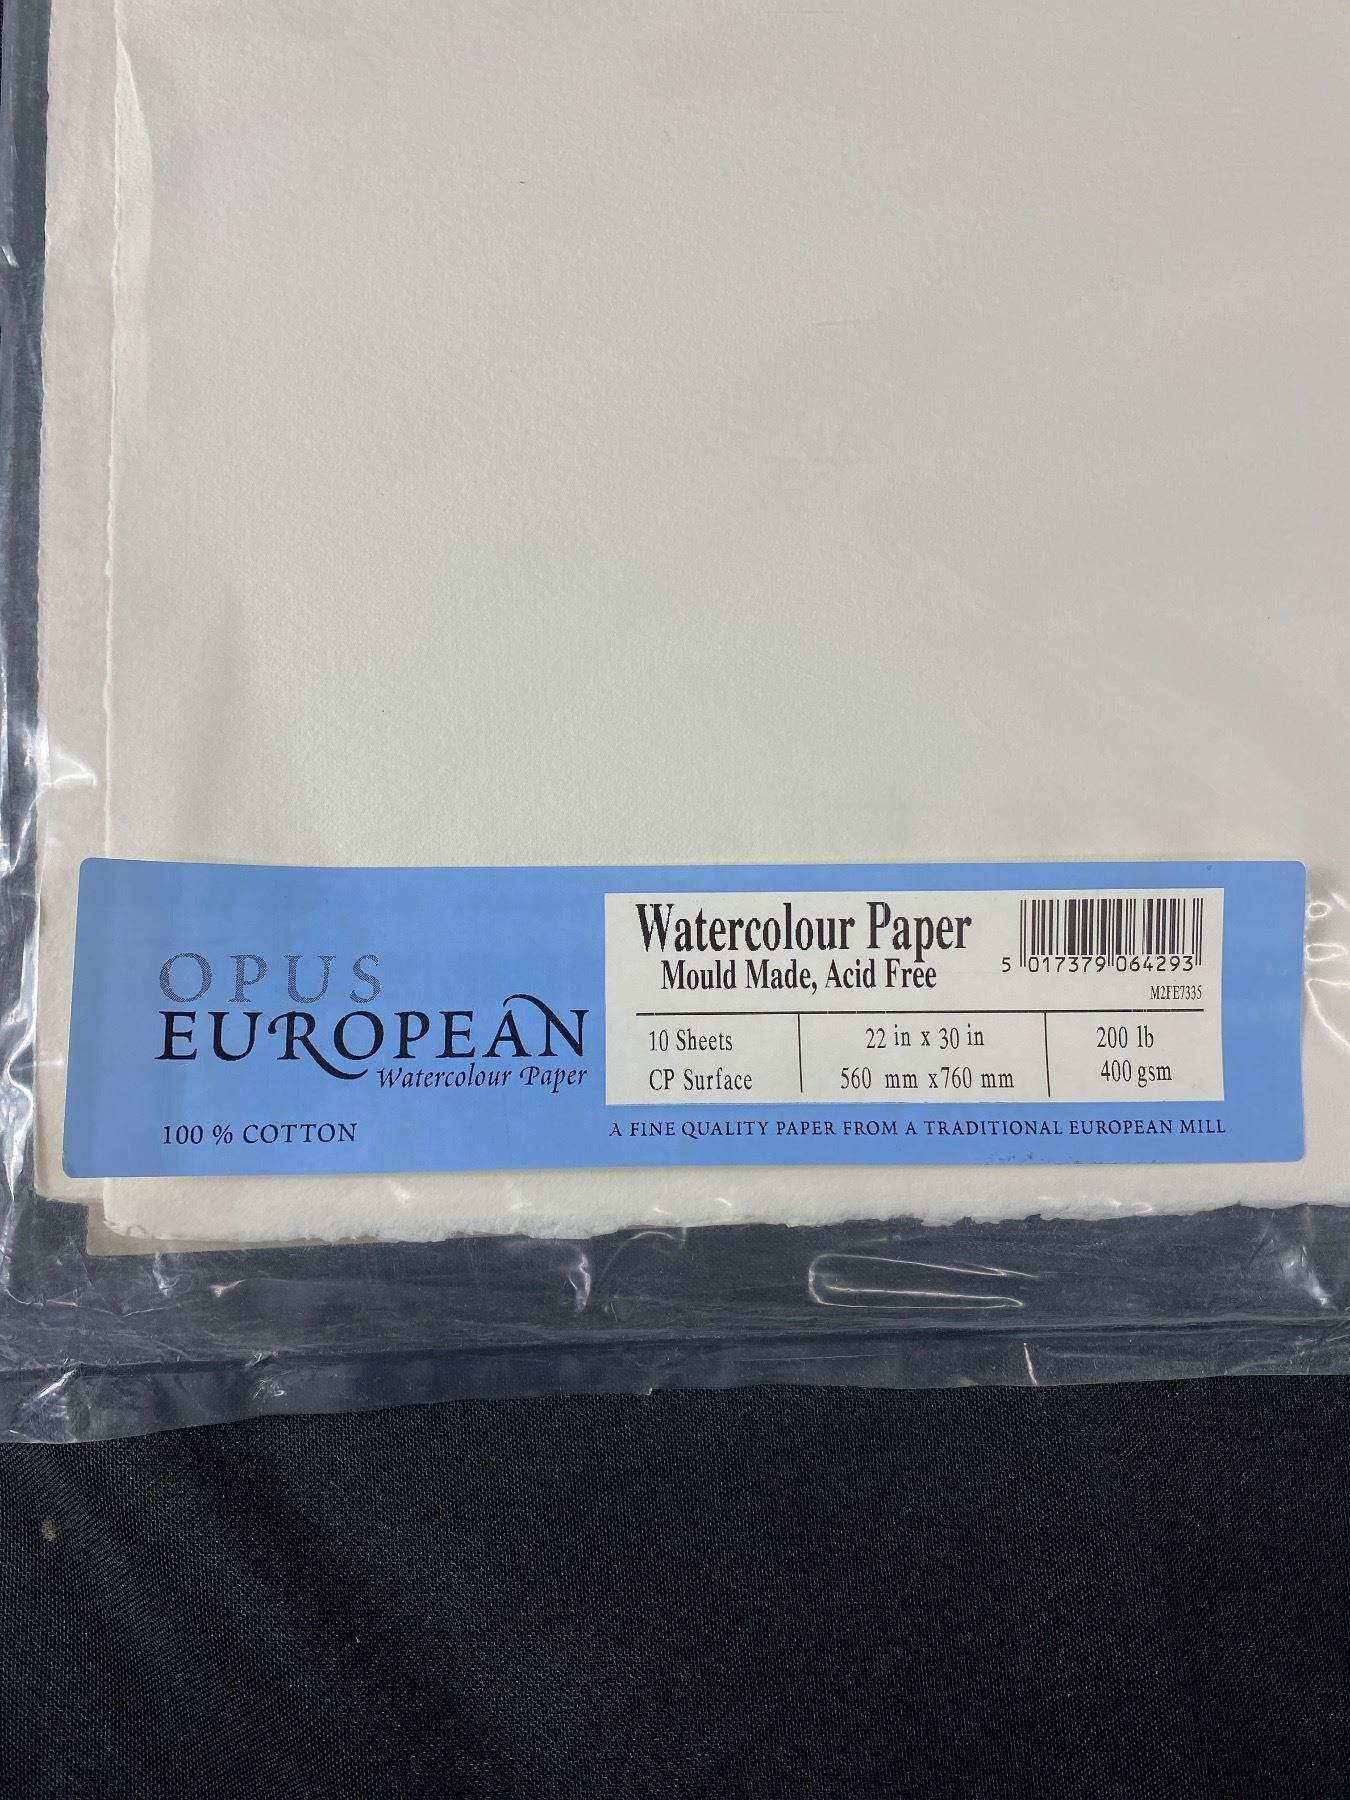 OPUS
EUROPEAN
Watercolour Paper
100 % COTTON
Watercolour Paper
Mould Made, Acid Free
5 017379 064293
M2FE7335
10 Sheets
CP Surface
22 in x 30 in
560 mm x760 mm
200 lb
400 gsm
A FINE QUALITY PAPER FROM A TRADITIONAL EUROPEAN MILL